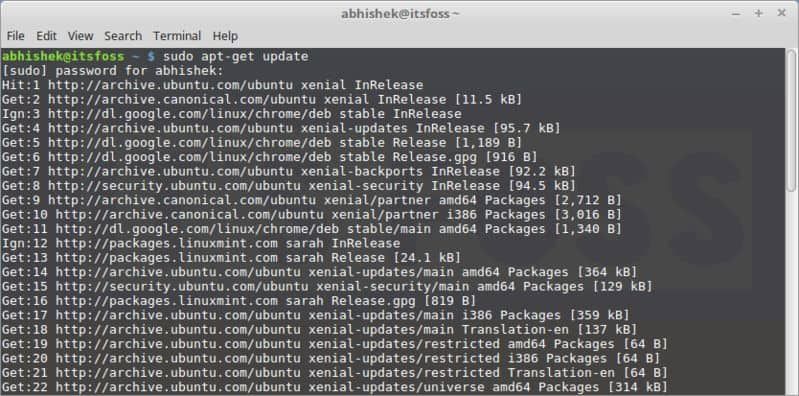 abhishek@itsfoss ~
File Edit View Search Terminal Help
abhishek@itsfoss ~ $ sudo apt-get update
[sudo] password for abhishek:
Hit:1 http://archive.ubuntu.com/ubuntu xenial InRelease
Get:2 http://archive.canonical.com/ubuntu xenial InRelease [11.5 kB]
Ign:3 http://dl.google.com/linux/chrome/deb stable InRelease
Get:4 http://archive.ubuntu.com/ubuntu xenial-updates InRelease [95.7 kB]
Get:5 http://dl.google.com/linux/chrome/deb stable Release [1,189 B]
Get:6 http://dl.google.com/linux/chrome/deb stable Release.gpg [916 B]
Get:7 http://archive.ubuntu.com/ubuntu xenial-backports InRelease [92.2 kB]
Get:8 http://security.ubuntu.com/ubuntu xenial-security InRelease [94.5 kB]
Get:9 http://archive.canonical.com/ubuntu xenial/partner amd64 Packages [2,712 B]
Get:10 http://archive.canonical.com/ubuntu xenial/partner i386 Packages [3,016 B]
Get:11 http://dl.google.com/linux/chrome/deb stable/main amd64 Packages [1,340 B]
Ign:12 http://packages.linuxmint.com sarah InRelease
Get:13 http://packages.linuxmint.com sarah Release [24.1 kB]
Get:14 http://archive.ubuntu.com/ubuntu xenial-updates/main amd64 Packages [364 kB]
Get:15 http://security.ubuntu.com/ubuntu xenial-security/main amd64 Packages [129 kB]
Get:16 http://packages.linuxmint.com sarah Release.gpg [819 B]
Get:17 http://archive.ubuntu.com/ubuntu xenial-updates/main i386 Packages [359 kB]
Get:18 http://archive.ubuntu.com/ubuntu xenial-updates/main Translation-en [137 kB]
Get:19 http://archive.ubuntu.com/ubuntu xenial-updates/restricted amd64 Packages [64 B]
Get:20 http://archive.ubuntu.com/ubuntu xenial-updates/restricted i386 Packages [64 B]
Get:21 http://archive.ubuntu.com/ubuntu xenial-updates/restricted Translation-en [64 B]
Get:22 http://archive.ubuntu.com/ubuntu xenial-updates/universe amd64 Packages [314 kB]
OSS